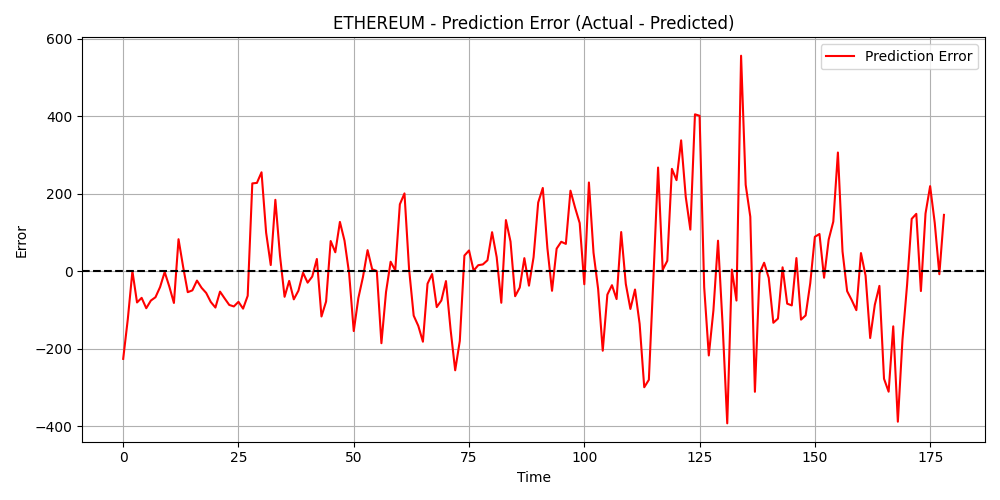 ETHEREUM - Prediction Error (Actual - Predicted)
Prediction Error
600
400
200
0
−200
−400
Error
0 25 50 75 100 125 150 175
Time